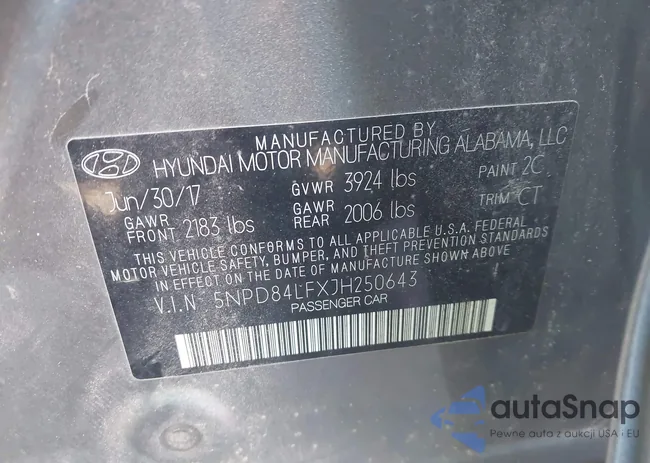 MANUFACTURED BY
HYUNDAI MOTOR MANUFACTURING ALABAMA, LLC
Jun/30/17 GVWR 3924 lbs PAINT 2C
GAWR FRONT 2183 lbs GAWR REAR 2006 lbs TRIM CT
THIS VEHICLE CONFORMS TO ALL APPLICABLE U.S.A. FEDERAL
MOTOR VEHICLE SAFETY, BUMPER, AND THEFT PREVENTION STANDARDS
IN EFFECT ON THE DATE OF MANUFACTURE SHOWN ABOVE
V.I.N 5NPD84LFXJH250643
PASSENGER CAR
autaSnap
Pewne auta z aukcji USA • EU